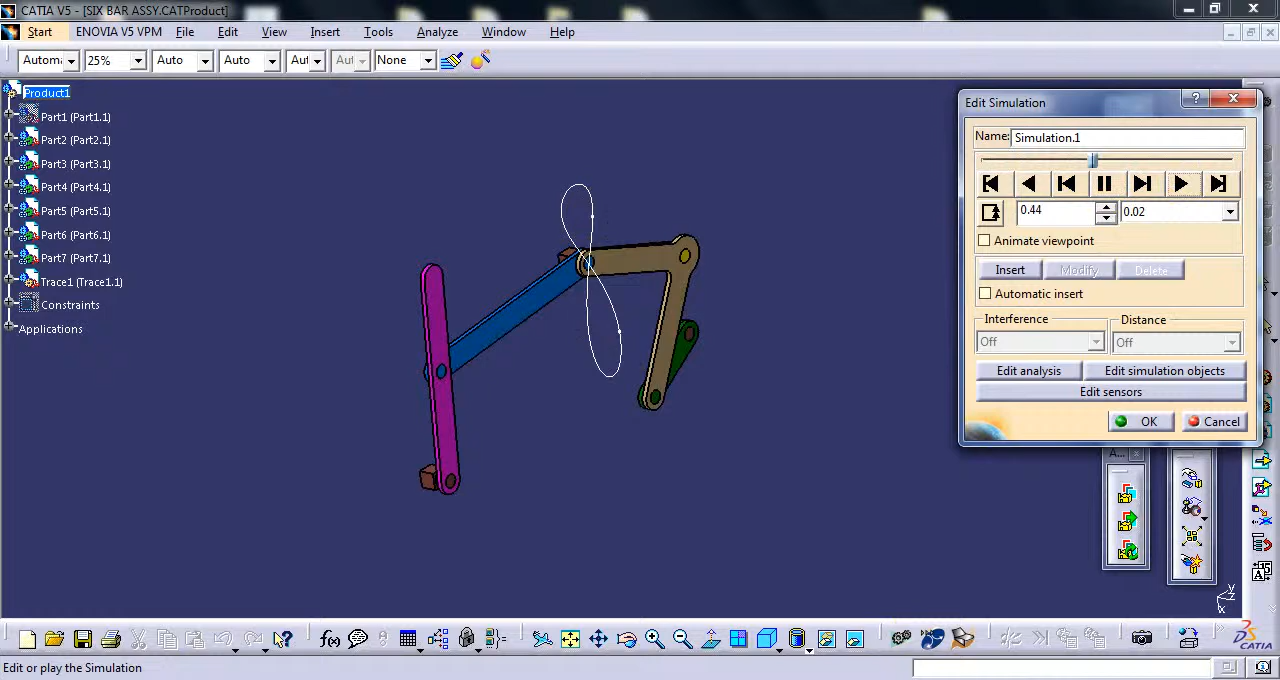 CATIA V5 - [SIX BAR ASSY.CATProduct]
Start ENOVIA V5 VPM File Edit View Insert Tools Analyze Window Help
Autom 25% Auto Auto Aut Aut None
Product1
Part1 (Part1.1)
Part2 (Part2.1)
Part3 (Part3.1)
Part4 (Part4.1)
Part5 (Part5.1)
Part6 (Part6.1)
Part7 (Part7.1)
Trace1 (Trace1.1)
Constraints
Applications
Edit Simulation
Name: Simulation.1
0.44 0.02
Animate viewpoint
Insert Modify Delete
Automatic insert
Interference Distance
Off Off
Edit analysis Edit simulation objects
Edit sensors
OK Cancel
A...
f(x)
CATIA
Edit or play the Simulation